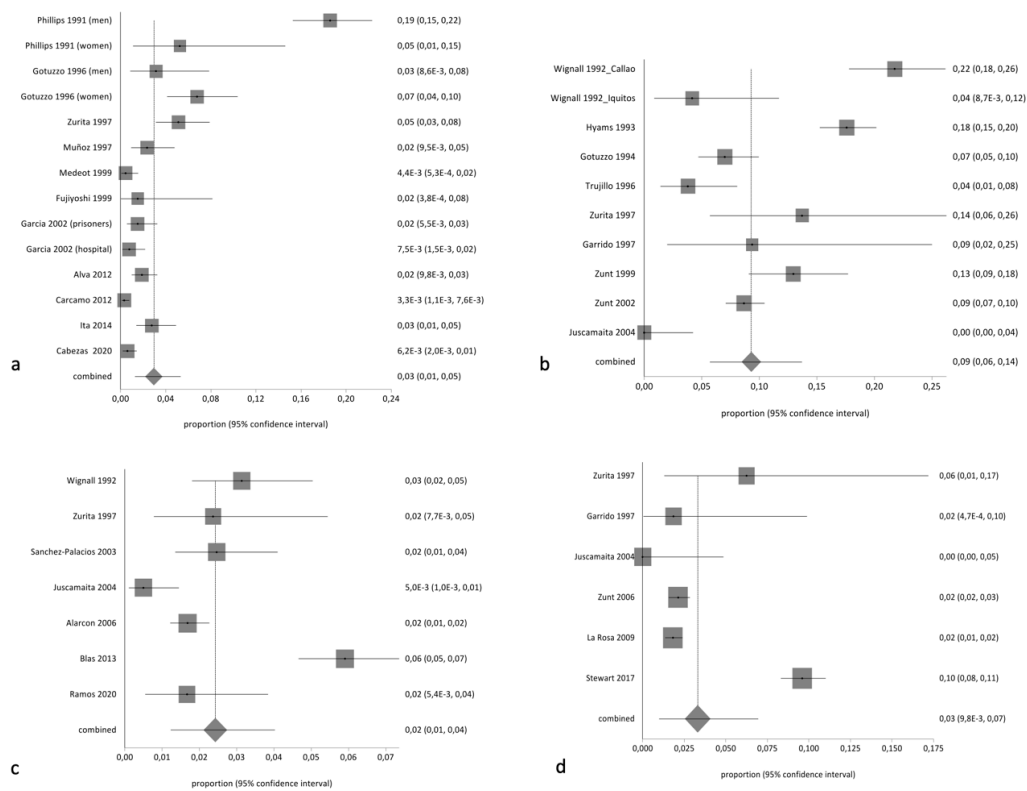 Phillips 1991 (men) 0,19 (0,15, 0,22)
Phillips 1991 (women) 0,05 (0,01, 0,15)
Gotuzzo 1996 (men) 0,03 (8,6E-3, 0,08)
Gotuzzo 1996 (women) 0,07 (0,04, 0,10)
Zurita 1997 0,05 (0,03, 0,08)
Muñoz 1997 0,02 (9,5E-3, 0,05)
Medeot 1999 4,4E-3 (5,3E-4, 0,02)
Fujiyoshi 1999 0,02 (3,8E-4, 0,08)
Garcia 2002 (prisoners) 0,02 (5,5E-3, 0,03)
Garcia 2002 (hospital) 7,5E-3 (1,5E-3, 0,02)
Alva 2012 0,02 (9,8E-3, 0,03)
Carcamo 2012 3,3E-3 (1,1E-3, 7,6E-3)
Ita 2014 0,03 (0,01, 0,05)
Cabezas 2020 6,2E-3 (2,0E-3, 0,01)
combined 0,03 (0,01, 0,05)
0,00 0,04 0,08 0,12 0,16 0,20 0,24
proportion (95% confidence interval)
a
Wignall 1992_Callao 0,22 (0,18, 0,26)
Wignall 1992_Iquitos 0,04 (8,7E-3, 0,12)
Hyams 1993 0,18 (0,15, 0,20)
Gotuzzo 1994 0,07 (0,05, 0,10)
Trujillo 1996 0,04 (0,01, 0,08)
Zurita 1997 0,14 (0,06, 0,26)
Garrido 1997 0,09 (0,02, 0,25)
Zunt 1999 0,13 (0,09, 0,18)
Zunt 2002 0,09 (0,07, 0,10)
Juscamaita 2004 0,00 (0,00, 0,04)
combined 0,09 (0,06, 0,14)
0,00 0,05 0,10 0,15 0,20 0,25
proportion (95% confidence interval)
b
Wignall 1992 0,03 (0,02, 0,05)
Zurita 1997 0,02 (7,7E-3, 0,05)
Sanchez-Palacios 2003 0,02 (0,01, 0,04)
Juscamaita 2004 5,0E-3 (1,0E-3, 0,01)
Alarcon 2006 0,02 (0,01, 0,02)
Blas 2013 0,06 (0,05, 0,07)
Ramos 2020 0,02 (5,4E-3, 0,04)
combined 0,02 (0,01, 0,04)
0,00 0,01 0,02 0,03 0,04 0,05 0,06 0,07
proportion (95% confidence interval)
c
Zurita 1997 0,06 (0,01, 0,17)
Garrido 1997 0,02 (4,7E-4, 0,10)
Juscamaita 2004 0,00 (0,00, 0,05)
Zunt 2006 0,02 (0,02, 0,03)
La Rosa 2009 0,02 (0,01, 0,02)
Stewart 2017 0,10 (0,08, 0,11)
combined 0,03 (9,8E-3, 0,07)
0,000 0,025 0,050 0,075 0,100 0,125 0,150 0,175
proportion (95% confidence interval)
d